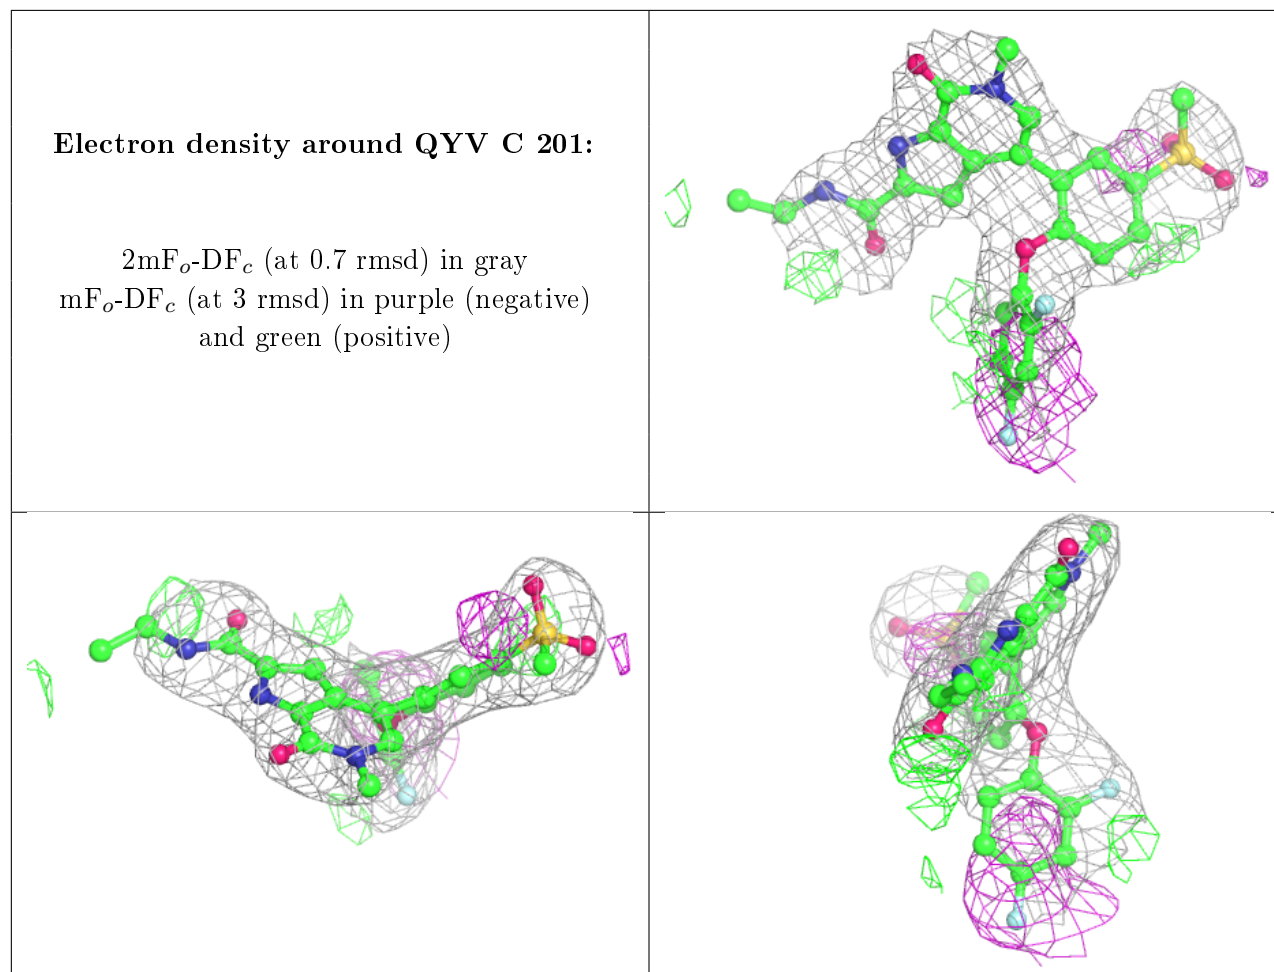 Electron density around QYV C 201:
2mFo-DFc (at 0.7 rmsd) in gray
mFo-DFc (at 3 rmsd) in purple (negative)
and green (positive)